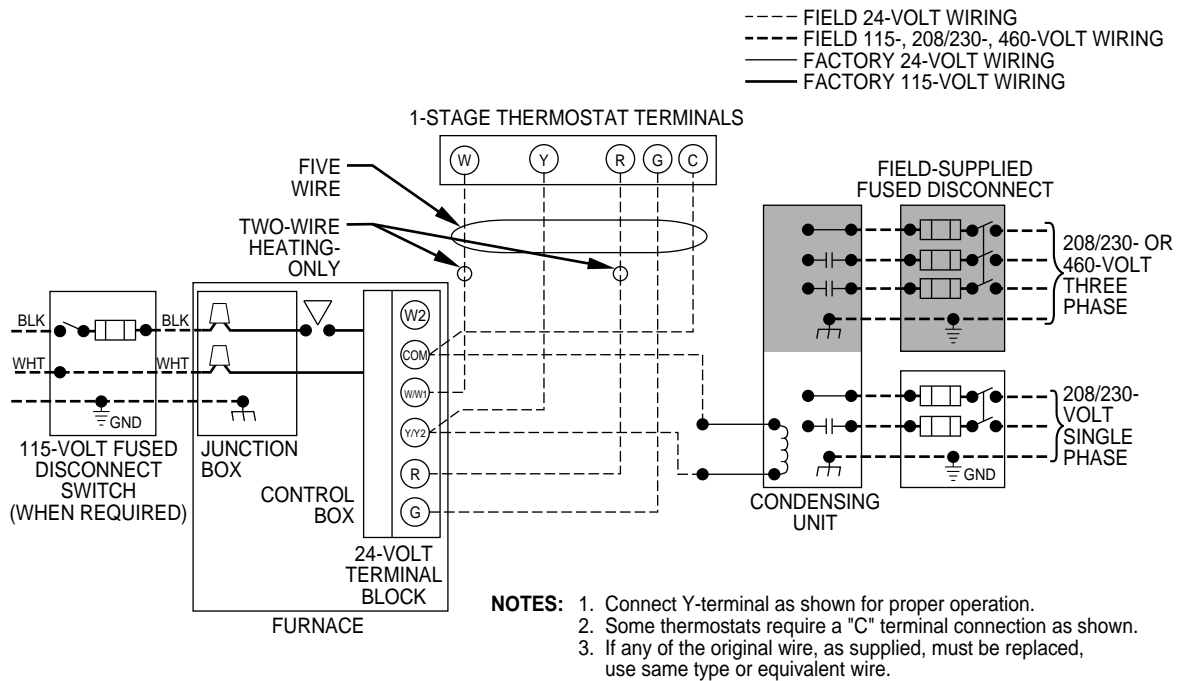 FIELD 24-VOLT WIRING
FIELD 115-, 208/230-, 460-VOLT WIRING
FACTORY 24-VOLT WIRING
FACTORY 115-VOLT WIRING
1-STAGE THERMOSTAT TERMINALS
W
Y
R
G
C
FIVE
WIRE
TWO-WIRE
HEATING-
ONLY
FIELD-SUPPLIED
FUSED DISCONNECT
208/230- OR
460-VOLT
THREE
PHASE
BLK
BLK
WHT
WHT
GND
115-VOLT FUSED
DISCONNECT
SWITCH
(WHEN REQUIRED)
JUNCTION
BOX
CONTROL
BOX
W2
COM
W/W1
Y/Y2
R
G
24-VOLT
TERMINAL
BLOCK
FURNACE
208/230-
VOLT
SINGLE
PHASE
GND
CONDENSING
UNIT
NOTES: 1. Connect Y-terminal as shown for proper operation.
2. Some thermostats require a "C" terminal connection as shown.
3. If any of the original wire, as supplied, must be replaced,
use same type or equivalent wire.